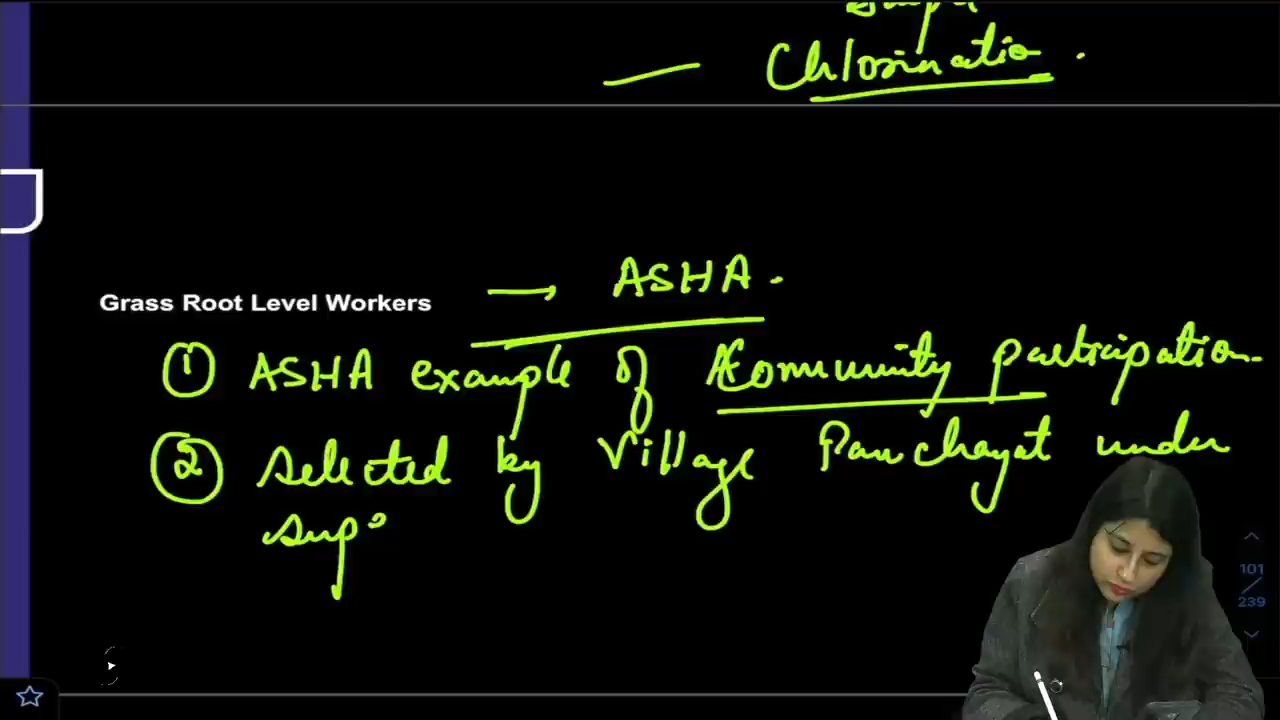 Chlorination.
Grass Root Level Workers → ASHA.
① ASHA example of Community participation.
② Selected by Village Panchayat under
sup
101
239